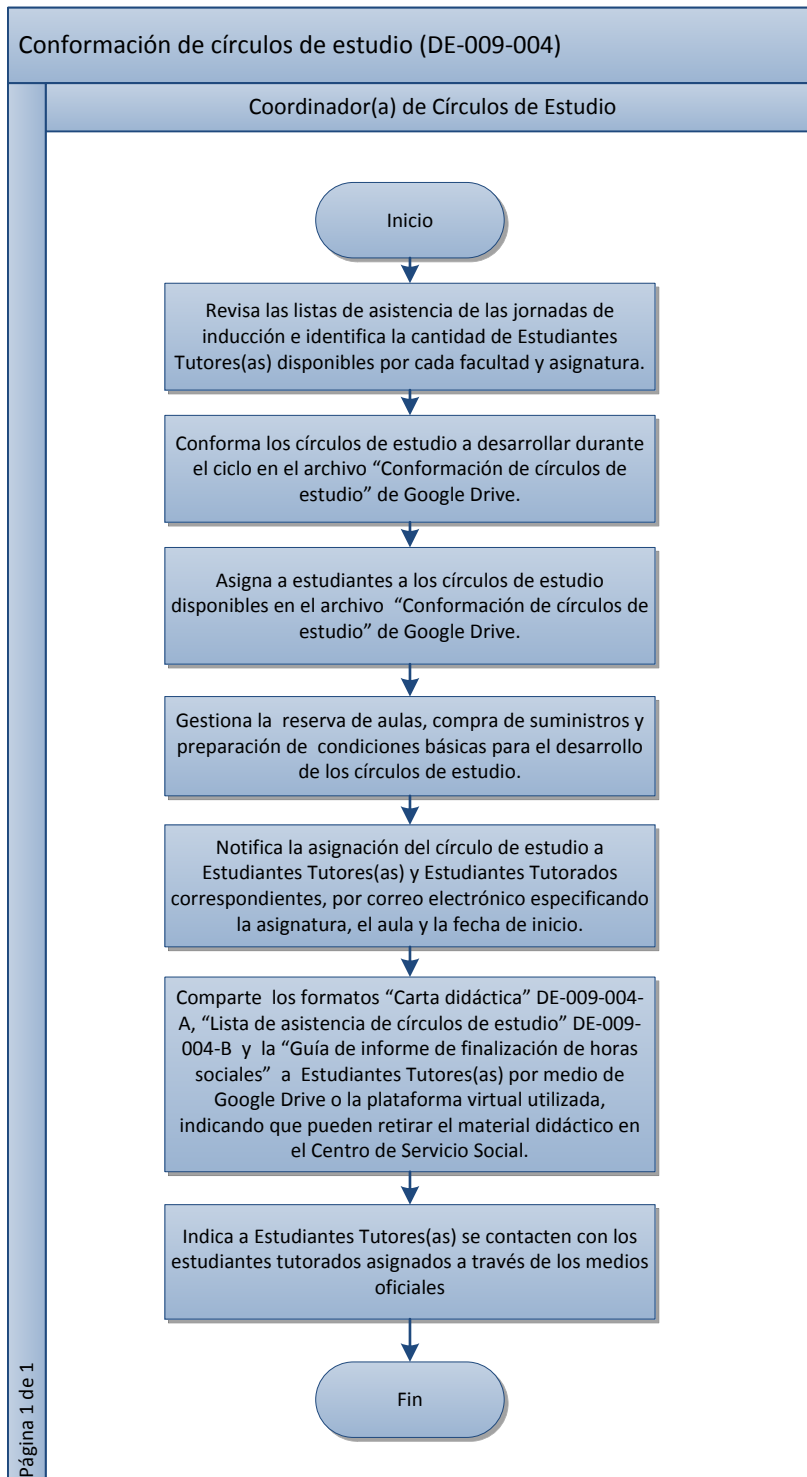 Conformación de círculos de estudio (DE-009-004)
Coordinador(a) de Círculos de Estudio
Inicio
Revisa las listas de asistencia de las jornadas de
inducción e identifica la cantidad de Estudiantes
Tutores(as) disponibles por cada facultad y asignatura.
Conforma los círculos de estudio a desarrollar durante
el ciclo en el archivo “Conformación de círculos de
estudio” de Google Drive.
Asigna a estudiantes a los círculos de estudio
disponibles en el archivo “Conformación de círculos de
estudio” de Google Drive.
Gestiona la reserva de aulas, compra de suministros y
preparación de condiciones básicas para el desarrollo
de los círculos de estudio.
Notifica la asignación del círculo de estudio a
Estudiantes Tutores(as) y Estudiantes Tutorados
correspondientes, por correo electrónico especificando
la asignatura, el aula y la fecha de inicio.
Comparte los formatos “Carta didáctica” DE-009-004-
A, “Lista de asistencia de círculos de estudio” DE-009-
004-B y la “Guía de informe de finalización de horas
sociales” a Estudiantes Tutores(as) por medio de
Google Drive o la plataforma virtual utilizada,
indicando que pueden retirar el material didáctico en
el Centro de Servicio Social.
Indica a Estudiantes Tutores(as) se contacten con los
estudiantes tutorados asignados a través de los medios
oficiales
Fin
Página 1 de 1